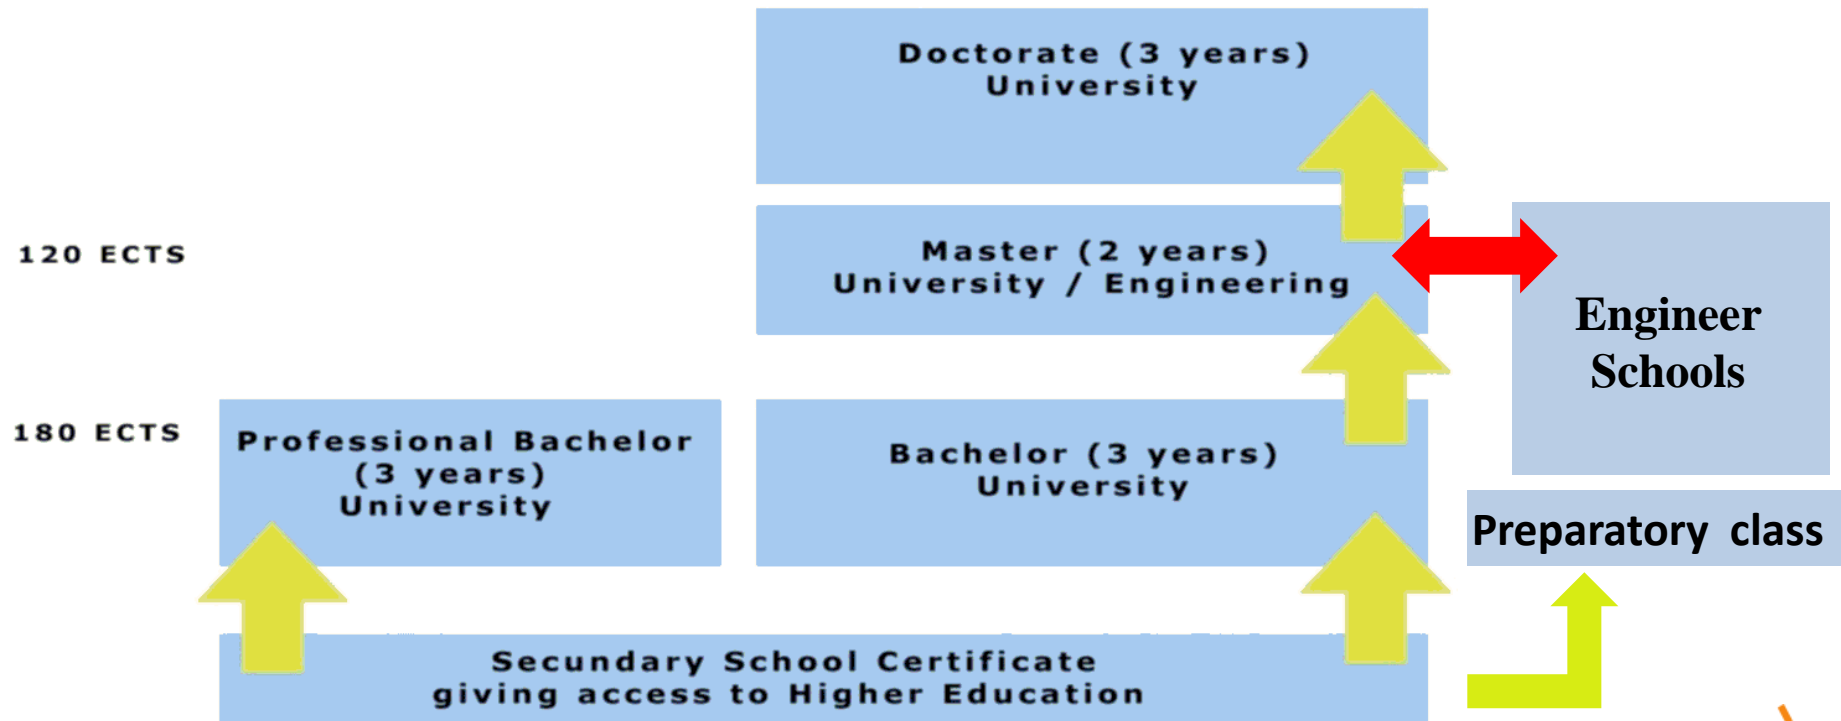 Doctorate (3 years)
University
120 ECTS
Master (2 years)
University / Engineering
Engineer
Schools
180 ECTS
Professional Bachelor
(3 years)
University
Bachelor (3 years)
University
Preparatory class
Secundary School Certificate
giving access to Higher Education